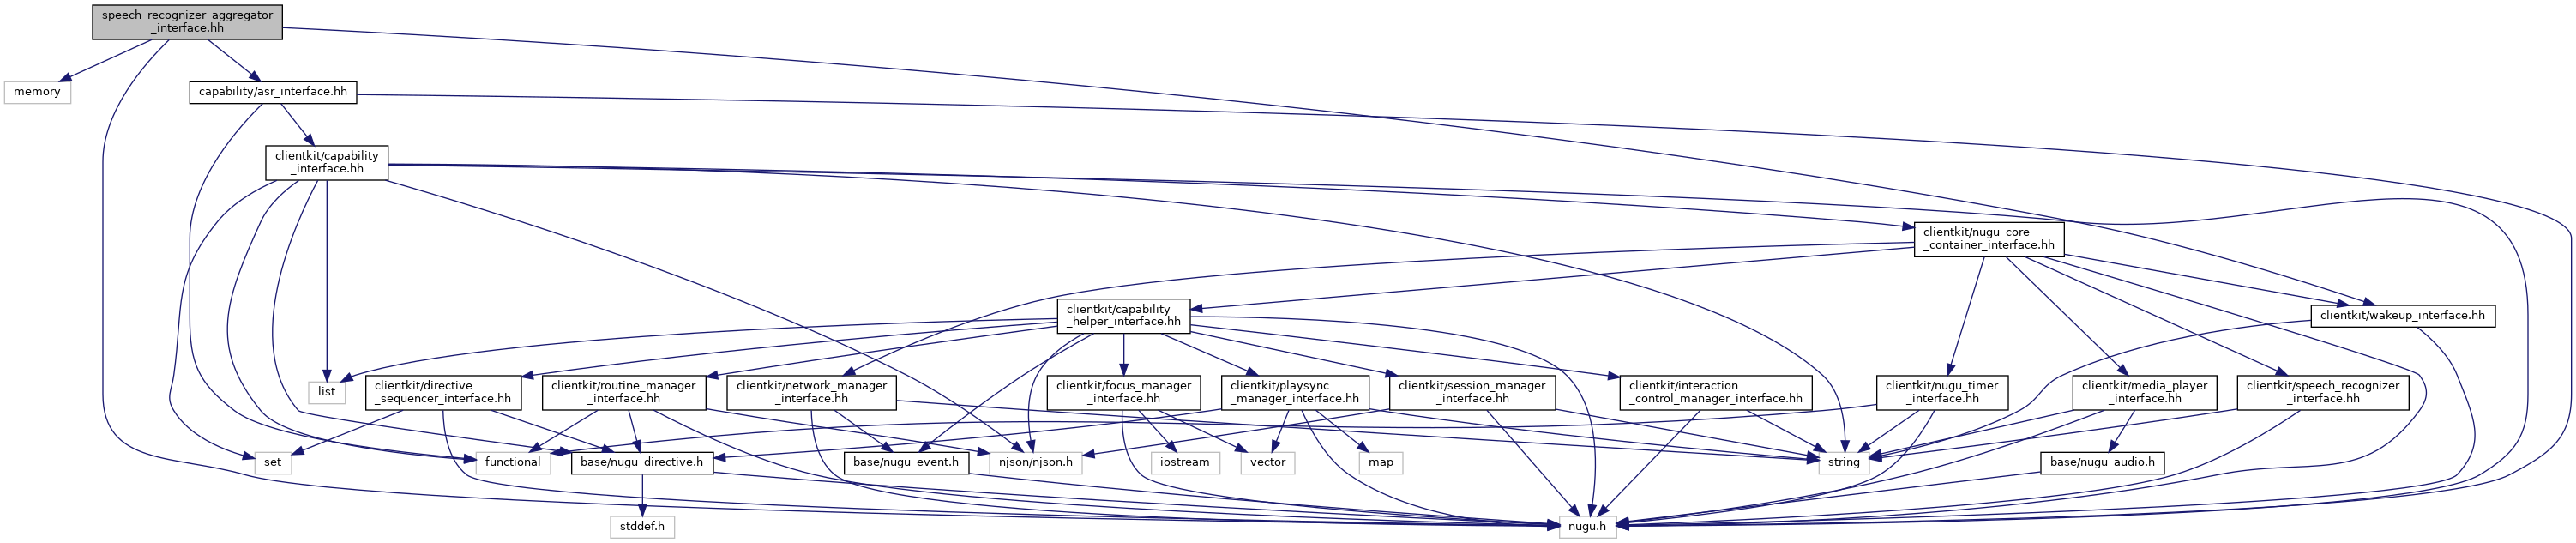 speech_recognizer_aggregator
_interface.hh
memory
capability/asr_interface.hh
clientkit/capability
_interface.hh
clientkit/nugu_core
_container_interface.hh
clientkit/capability
_helper_interface.hh
clientkit/wakeup_interface.hh
list
clientkit/directive
_sequencer_interface.hh
clientkit/routine_manager
_interface.hh
clientkit/network_manager
_interface.hh
clientkit/focus_manager
_interface.hh
clientkit/playsync
_manager_interface.hh
clientkit/session_manager
_interface.hh
clientkit/interaction
_control_manager_interface.hh
clientkit/nugu_timer
_interface.hh
clientkit/media_player
_interface.hh
clientkit/speech_recognizer
_interface.hh
set
functional
base/nugu_directive.h
base/nugu_event.h
njson/njson.h
iostream
vector
map
string
base/nugu_audio.h
stddef.h
nugu.h